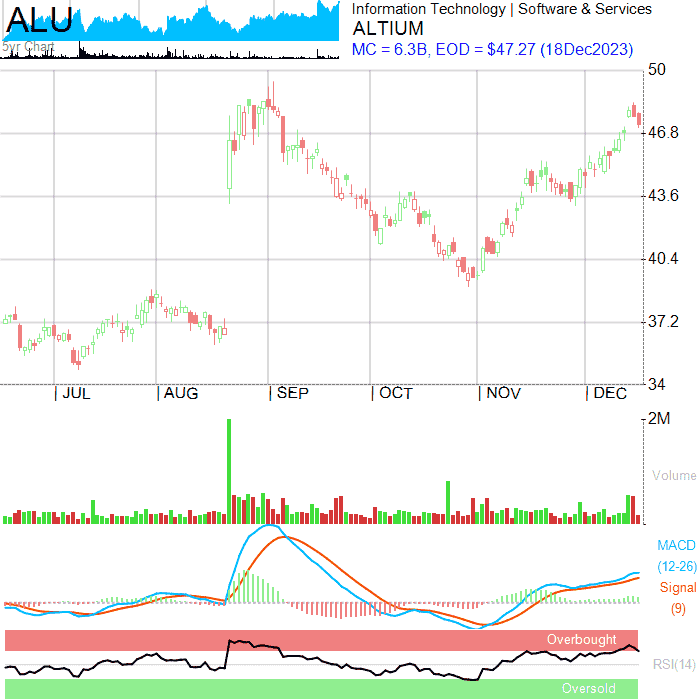 ALU
5yr Chart
Information Technology | Software & Services
ALTIUM
MC = 6.3B, EOD = $47.27 (18Dec2023)
50
46.8
43.6
40.4
37.2
34
JUL AUG SEP OCT NOV DEC
2M
Volume
MACD
(12-26)
Signal
(9)
Overbought
RSI(14)
Oversold